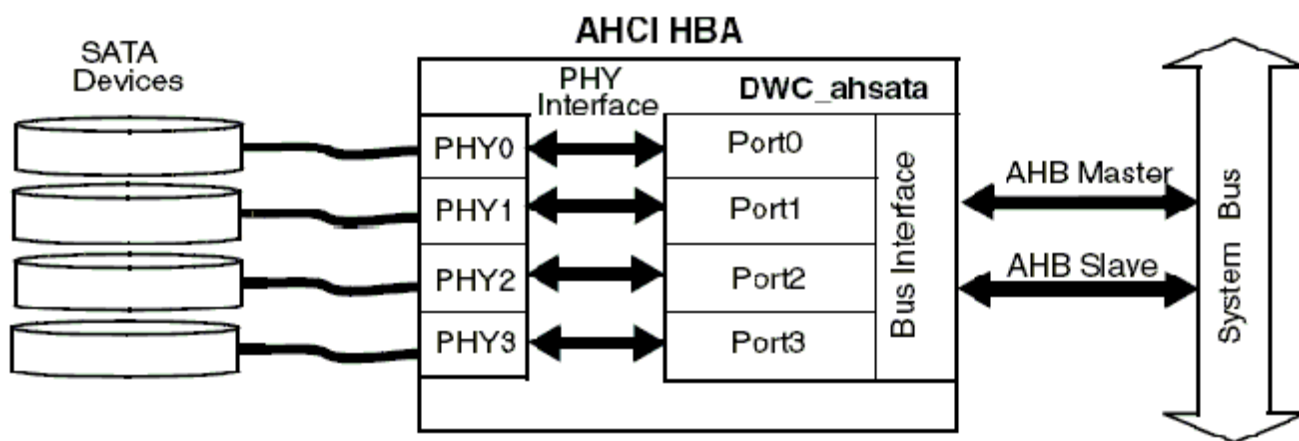 AHCI HBA
SATA
Devices
PHY
Interface
DWC_ahsata
PHY0
Port0
PHY1
Port1
PHY2
Port2
PHY3
Port3
Bus Interface
AHB Master
AHB Slave
System Bus